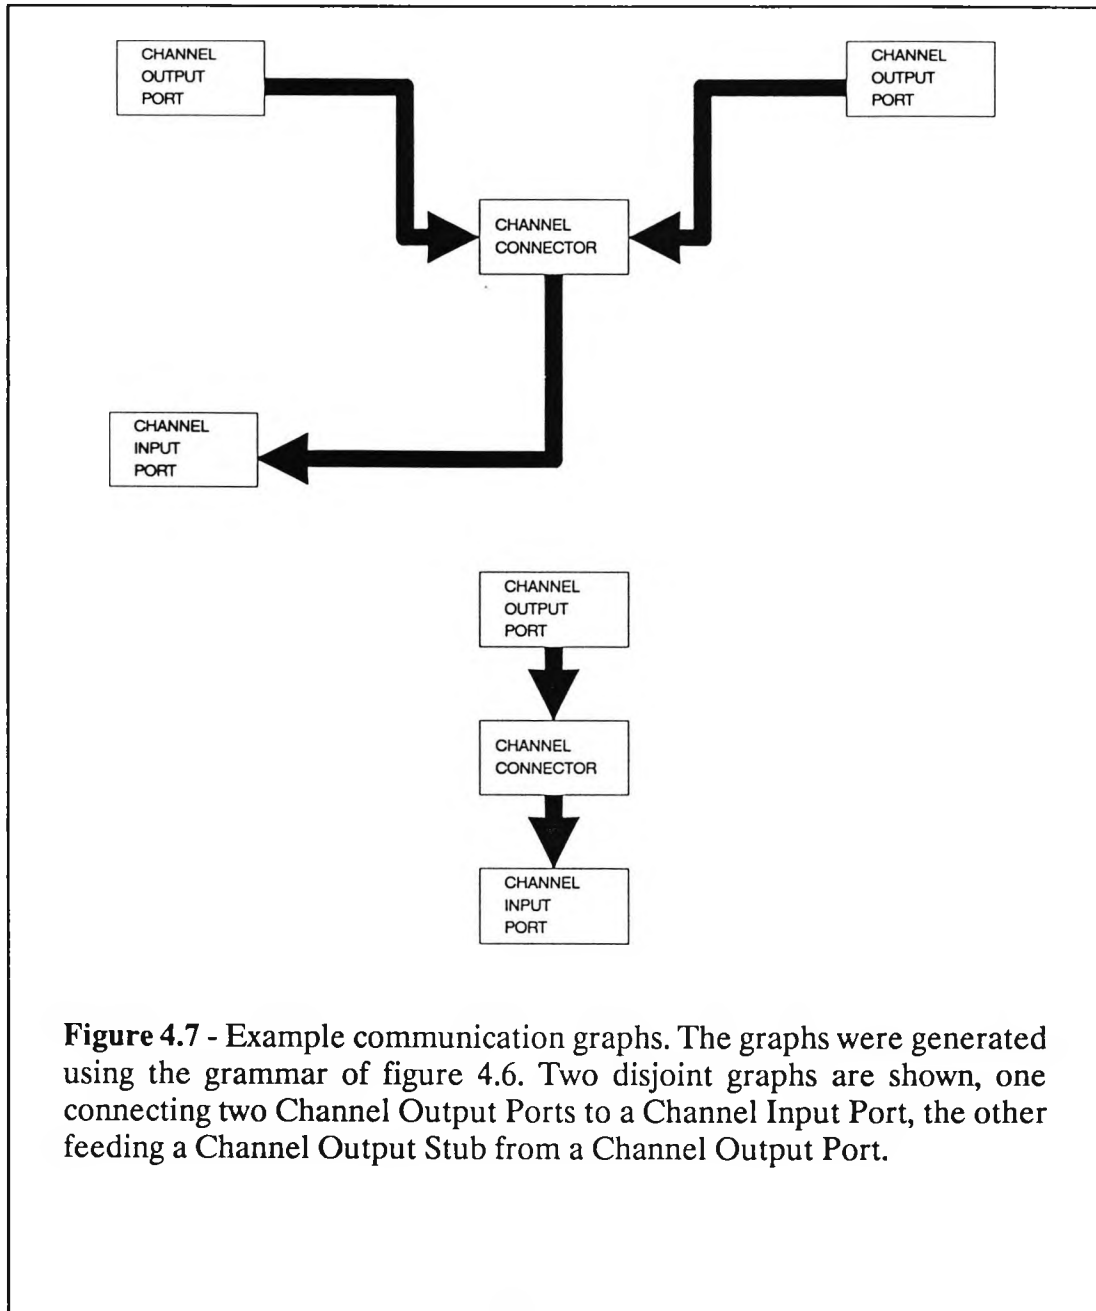 CHANNEL
OUTPUT
PORT
CHANNEL
OUTPUT
PORT
CHANNEL
CONNECTOR
CHANNEL
INPUT
PORT
CHANNEL
OUTPUT
PORT
CHANNEL
CONNECTOR
CHANNEL
INPUT
PORT
Figure 4.7 - Example communication graphs. The graphs were generated
using the grammar of figure 4.6. Two disjoint graphs are shown, one
connecting two Channel Output Ports to a Channel Input Port, the other
feeding a Channel Output Stub from a Channel Output Port.